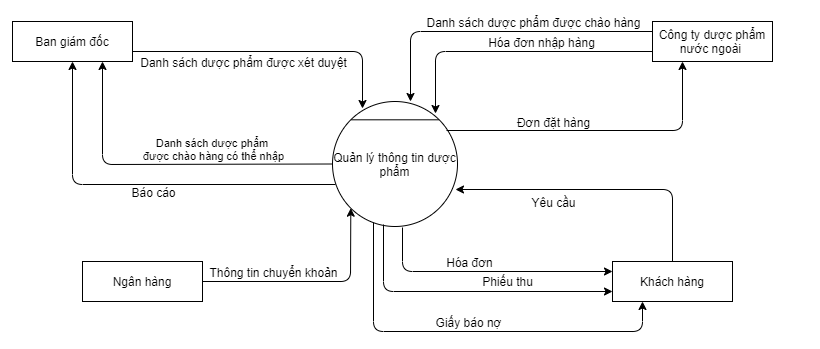 Danh sách dược phẩm được chào hàng
Ban giám đốc
Công ty dược phẩm
nước ngoài
Hóa đơn nhập hàng
Danh sách dược phẩm được xét duyệt
Đơn đặt hàng
Danh sách dược phẩm
được chào hàng có thể nhập
Quản lý thông tin dược
phẩm
Báo cáo
Yêu cầu
Hóa đơn
Thông tin chuyển khoản
Ngân hàng
Phiếu thu
Khách hàng
Giấy báo nợ